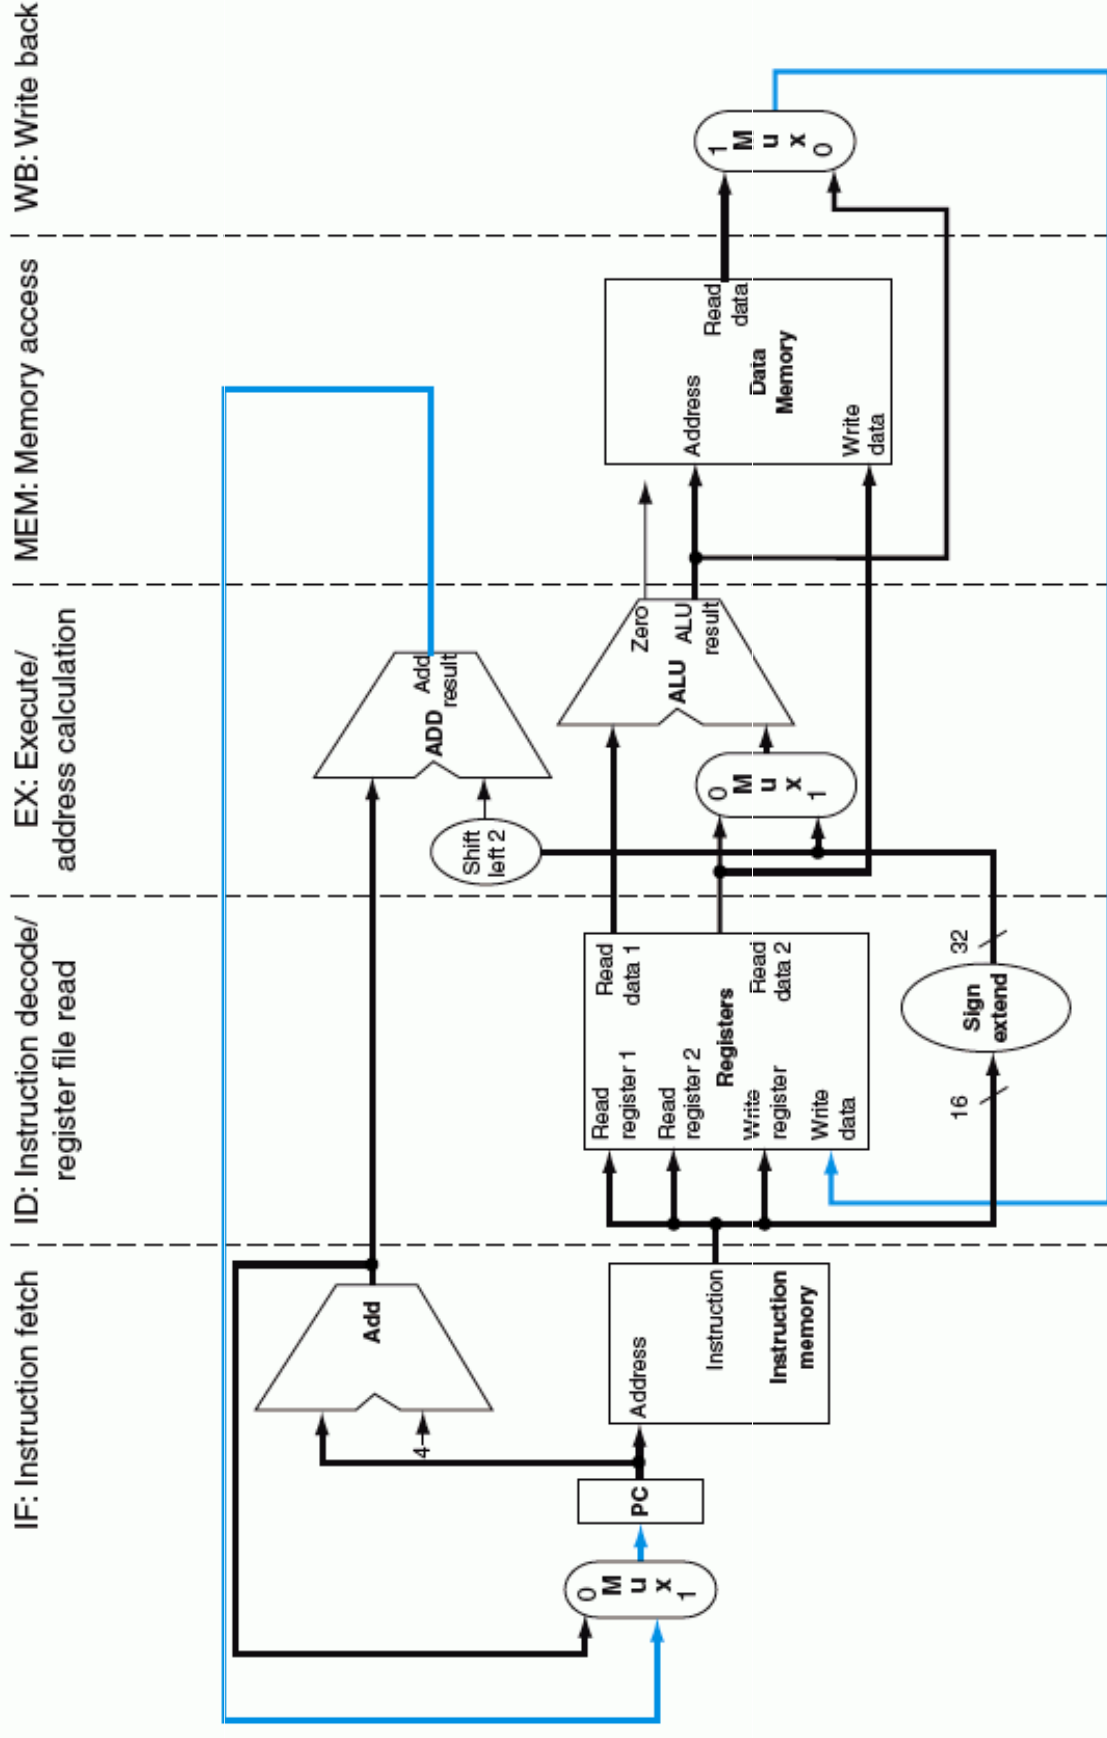 IF: Instruction fetch
ID: Instruction decode/
register file read
EX: Execute/
address calculation
MEM: Memory access
WB: Write back
Add
4
ADD
Add
result
Shift
left 2
0
M
u
x
1
PC
Address
Instruction
Instruction
memory
Read
register 1
Read
register 2
Write
register
Write
data
Registers
Read
data 1
Read
data 2
16
Sign
extend
32
0
M
u
x
1
Zero
ALU
ALU
result
Address
Write
data
Data
Memory
Read
data
1
M
u
x
0